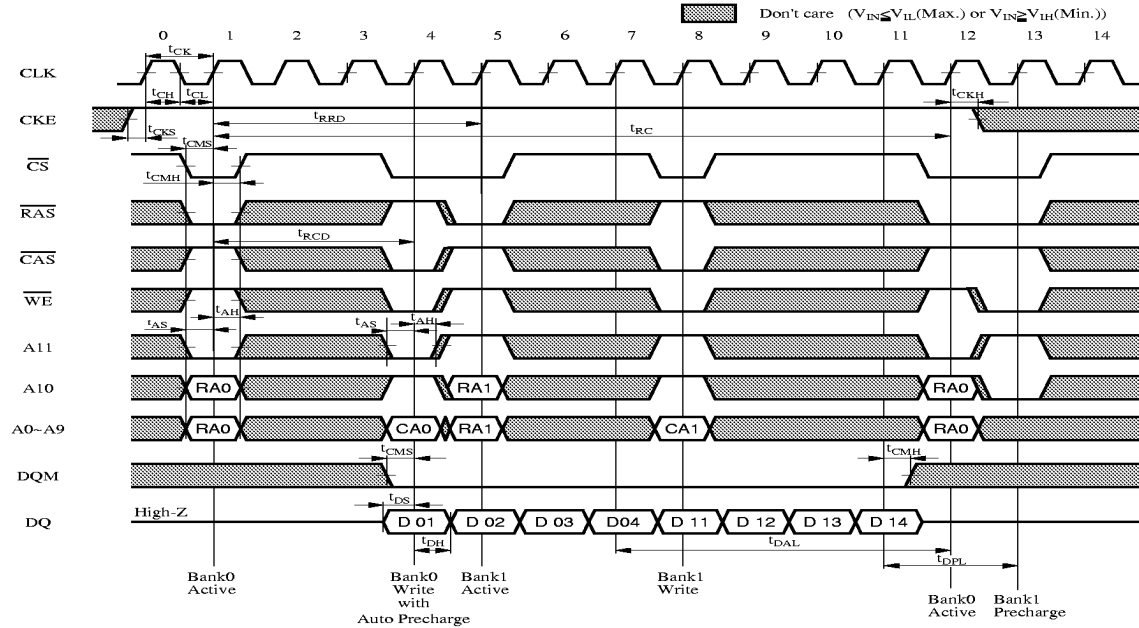 Don't care (VIN≤VIL(Max.) or VIN≥VIH(Min.))
0 1 2 3 4 5 6 7 8 9 10 11 12 13 14
tCK
CLK
tCH tCL tCKH
CKE
tCKS tRRD tRC
tCMS
CS
tCMH
RAS
tRCD
CAS
WE
tAH
tAS tAS tAH
A11
A10 RA0 RA1 RA0
A0~A9 RA0 CA0 RA1 CA1 RA0
tCMS tCMH
DQM
tDS
DQ High-Z D 01 D 02 D 03 D04 D 11 D 12 D 13 D 14
tDH tDAL
tDPL
Bank0
Active
Bank0
Write
with
Auto Precharge
Bank1
Active
Bank1
Write
Bank0
Active
Bank1
Precharge